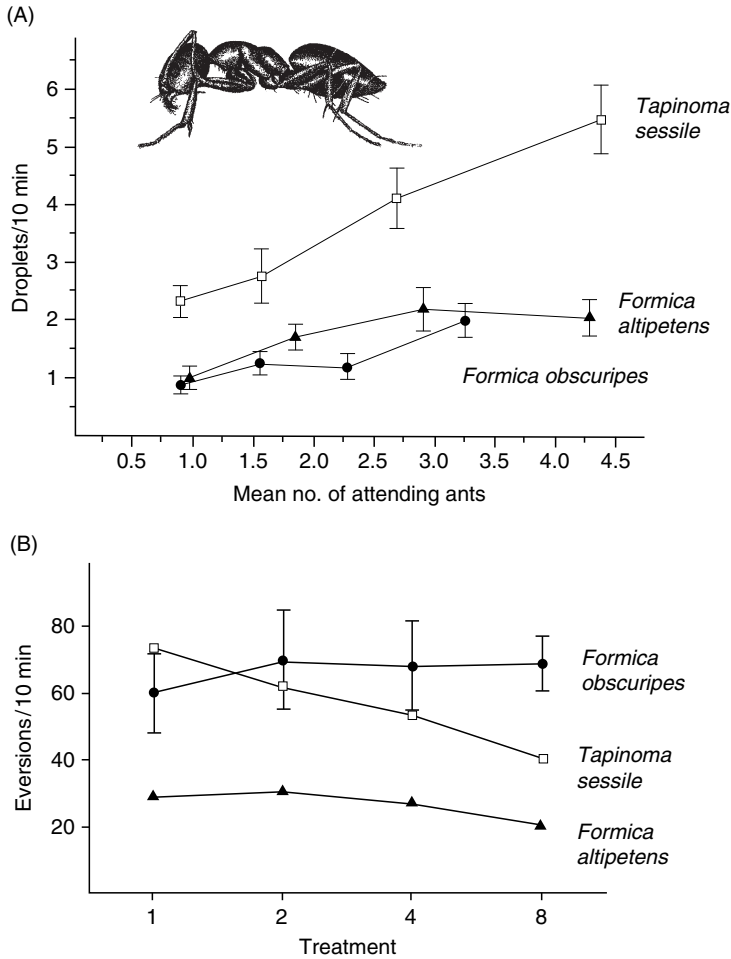 (A)
6
5
4
3
2
1
Droplets/10 min
Tapinoma
sessile
Formica
altipetens
Formica obscuripes
0.5 1.0 1.5 2.0 2.5 3.0 3.5 4.0 4.5
Mean no. of attending ants
(B)
80
60
40
20
Eversions/10 min
Formica
obscuripes
Tapinoma
sessile
Formica
altipetens
1 2 4 8
Treatment